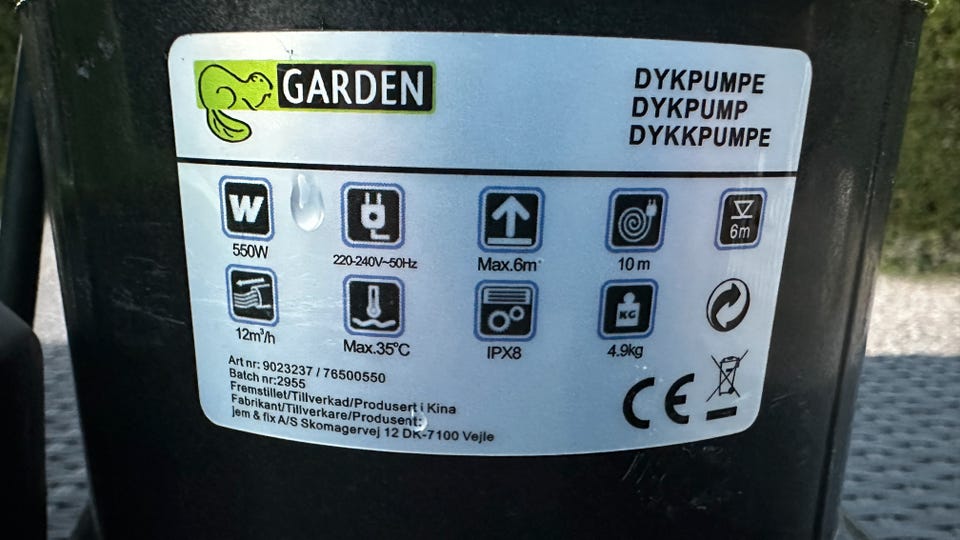 GARDEN
DYKPUMPE
DYKPUMP
DYKKPUMPE
W
550W
220-240V~50Hz
Max.6m
10 m
6m
12m³/h
Max.35°C
IPX8
KG
4.9kg
Art nr: 9023237 / 76500550
Batch nr:2955
Fremstillet/Tillverkad/Produsert i Kina
Fabrikant/Tillverkare/Produsent:
jem & fix A/S Skomagervej 12 DK-7100 Vejle
CE